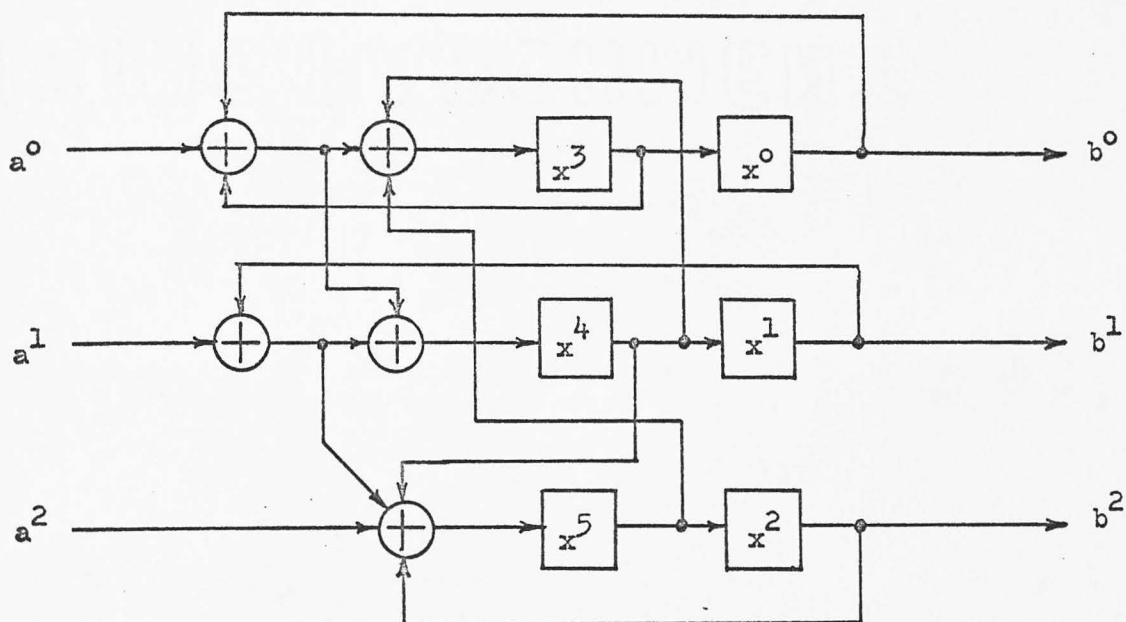 a⁰ x³ x⁰ b⁰
a¹ x⁴ x¹ b¹
a² x⁵ x² b²